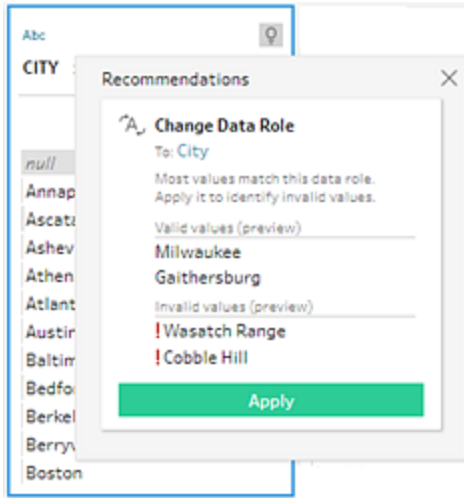 Abc
CITY
Recommendations
Change Data Role
To: City
Most values match this data role.
Apply it to identify invalid values.
Valid values (preview)
Milwaukee
Gaithersburg
Invalid values (preview)
! Wasatch Range
! Cobble Hill
Apply
null
Annap
Ascata
Ashev
Athen
Atlant
Austin
Baltim
Bedfo
Berkel
Berryv
Boston